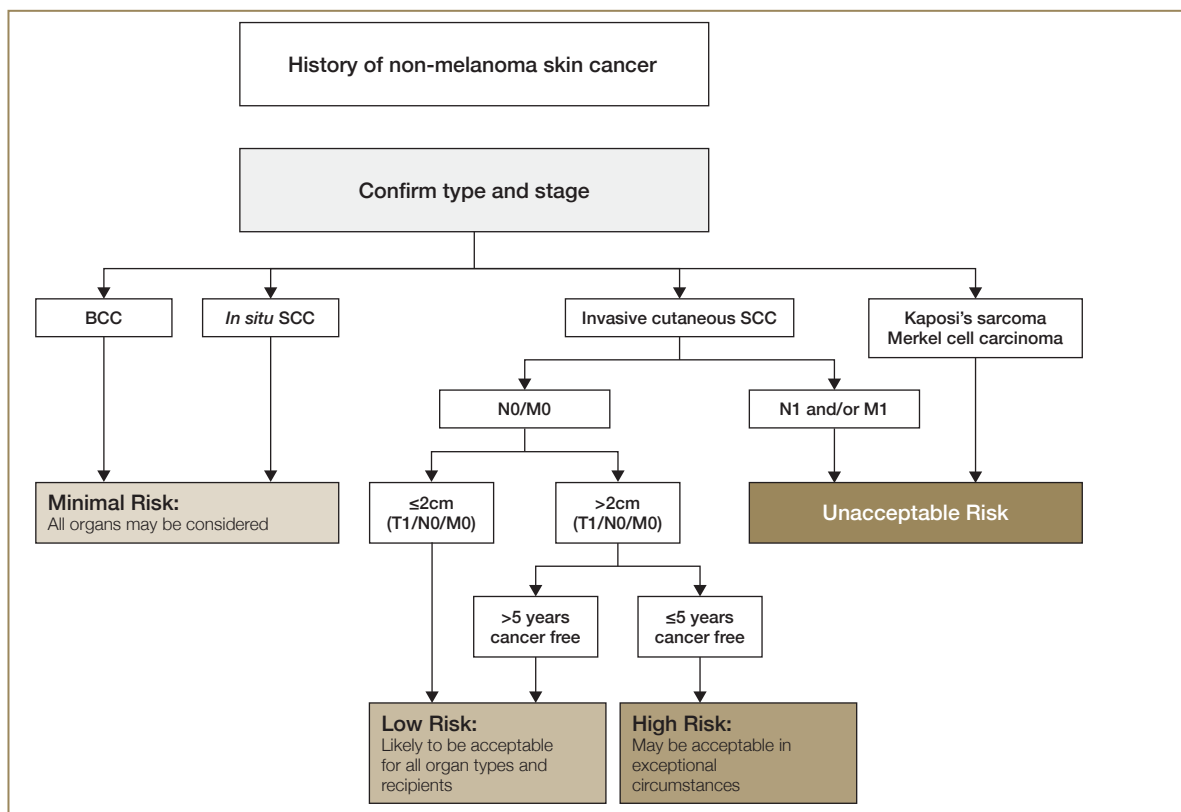 History of non-melanoma skin cancer
Confirm type and stage
BCC
In situ SCC
Invasive cutaneous SCC
Kaposi's sarcoma
Merkel cell carcinoma
N0/M0
N1 and/or M1
Minimal Risk:
All organs may be considered
≤2cm
(T1/N0/M0)
>2cm
(T1/N0/M0)
Unacceptable Risk
>5 years
cancer free
≤5 years
cancer free
Low Risk:
Likely to be acceptable
for all organ types and
recipients
High Risk:
May be acceptable in
exceptional
circumstances